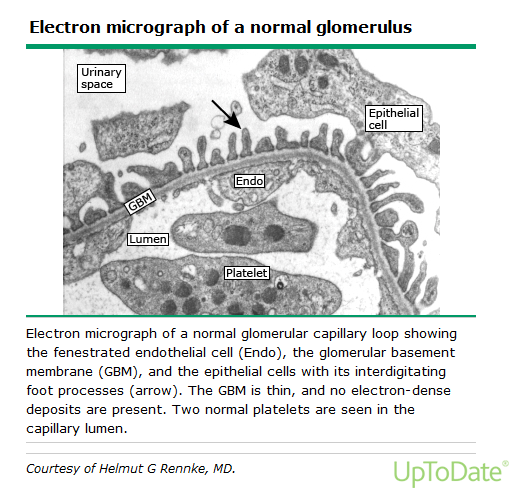 Electron micrograph of a normal glomerulus
Urinary
space
Epithelial
cell
GBM
Endo
Lumen
Platelet
Electron micrograph of a normal glomerular capillary loop showing
the fenestrated endothelial cell (Endo), the glomerular basement
membrane (GBM), and the epithelial cells with its interdigitating
foot processes (arrow). The GBM is thin, and no electron-dense
deposits are present. Two normal platelets are seen in the
capillary lumen.
Courtesy of Helmut G Rennke, MD.
UpToDate®